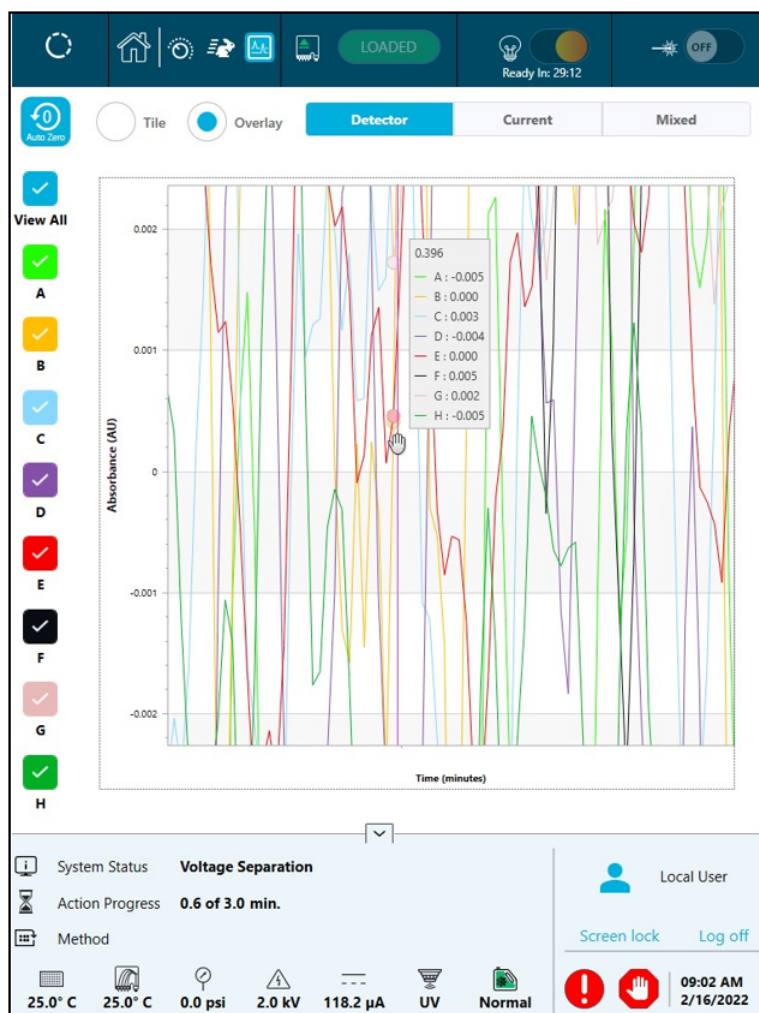 LOADED
Ready In: 29:12
OFF
0
Auto Zero
Tile
Overlay
Detector
Current
Mixed
View All
A
B
C
D
E
F
G
H
Absorbance (AU)
0.002
0.001
0
-0.001
-0.002
0.396
A : -0.005
B : 0.000
C : 0.003
D : -0.004
E : 0.000
F : 0.005
G : 0.002
H : -0.005
Time (minutes)
System Status Voltage Separation
Action Progress 0.6 of 3.0 min.
Method
Local User
Screen lock Log off
25.0° C 25.0° C 0.0 psi 2.0 kV 118.2 µA UV Normal
09:02 AM
2/16/2022